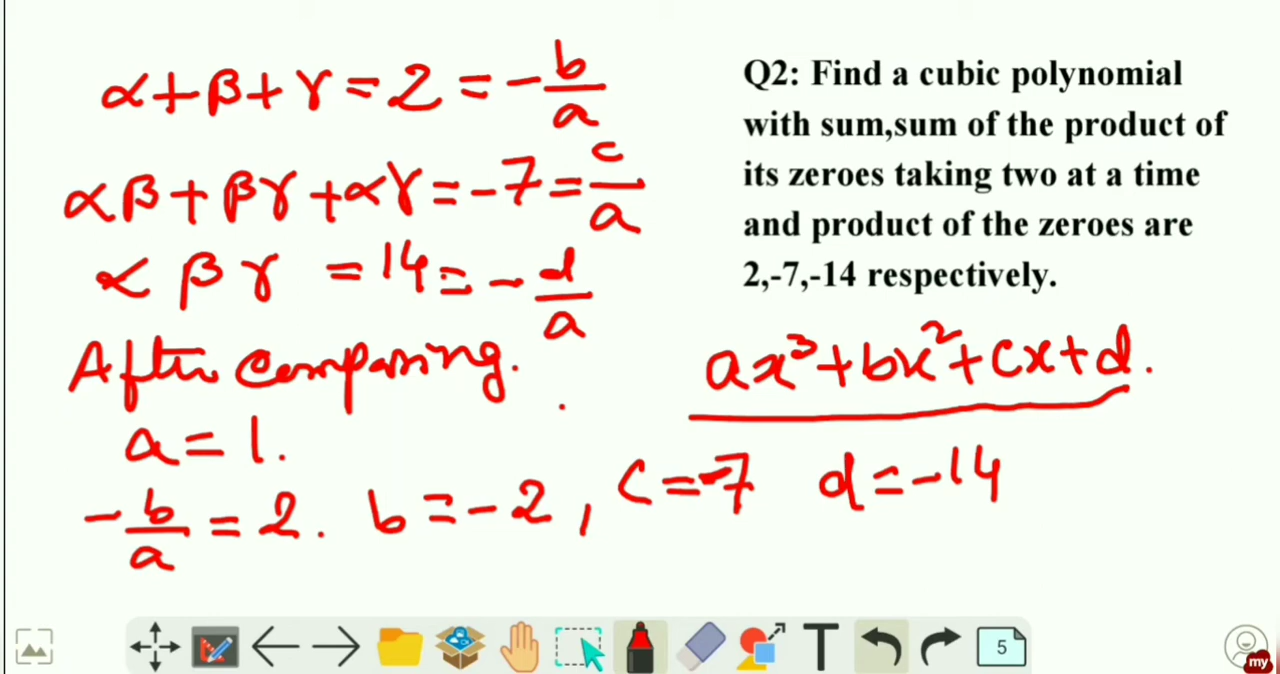 α+β+γ=2=-b/a
αβ+βγ+αγ=-7=c/a
αβγ=14=-d/a
After comparing.
a=1.
-b/a=2. b=-2, c=-7 d=-14
Q2: Find a cubic polynomial
with sum,sum of the product of
its zeroes taking two at a time
and product of the zeroes are
2,-7,-14 respectively.
ax³+bx²+cx+d.
T
5
my